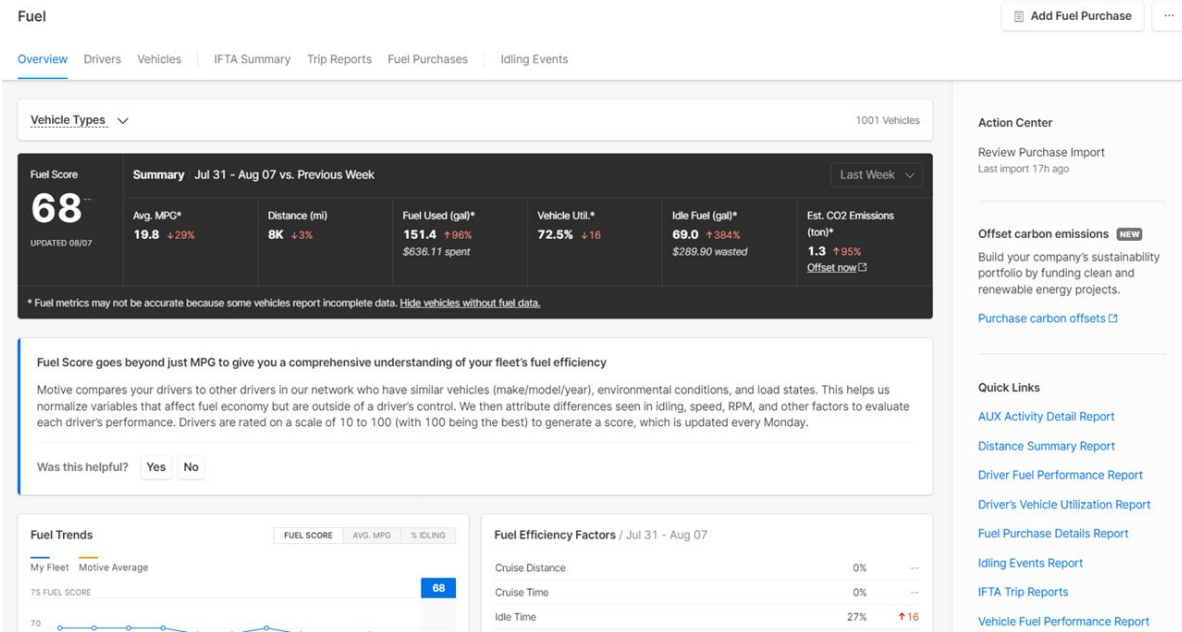 Fuel
Add Fuel Purchase
...
Overview Drivers Vehicles IFTA Summary Trip Reports Fuel Purchases Idling Events
Vehicle Types
1001 Vehicles
Fuel Score
68 --
UPDATED 08/07
Summary Jul 31 - Aug 07 vs. Previous Week
Last Week
Avg. MPG*
19.8 ↓29%
Distance (mi)
8K ↓3%
Fuel Used (gal)*
151.4 ↑96%
$636.11 spent
Vehicle Util.*
72.5% ↓16
Idle Fuel (gal)*
69.0 ↑384%
$289.90 wasted
Est. CO2 Emissions
(ton)*
1.3 ↑95%
Offset now
* Fuel metrics may not be accurate because some vehicles report incomplete data. Hide vehicles without fuel data.
Fuel Score goes beyond just MPG to give you a comprehensive understanding of your fleet's fuel efficiency
Motive compares your drivers to other drivers in our network who have similar vehicles (make/model/year), environmental conditions, and load states. This helps us
normalize variables that affect fuel economy but are outside of a driver's control. We then attribute differences seen in idling, speed, RPM, and other factors to evaluate
each driver's performance. Drivers are rated on a scale of 10 to 100 (with 100 being the best) to generate a score, which is updated every Monday.
Was this helpful? Yes No
Fuel Trends
FUEL SCORE AVG. MPG % IDLING
My Fleet Motive Average
75 FUEL SCORE
68
70
Fuel Efficiency Factors / Jul 31 - Aug 07
Cruise Distance 0% --
Cruise Time 0% --
Idle Time 27% ↑16
Action Center
Review Purchase Import
Last import 17h ago
Offset carbon emissions NEW
Build your company's sustainability
portfolio by funding clean and
renewable energy projects.
Purchase carbon offsets
Quick Links
AUX Activity Detail Report
Distance Summary Report
Driver Fuel Performance Report
Driver's Vehicle Utilization Report
Fuel Purchase Details Report
Idling Events Report
IFTA Trip Reports
Vehicle Fuel Performance Report